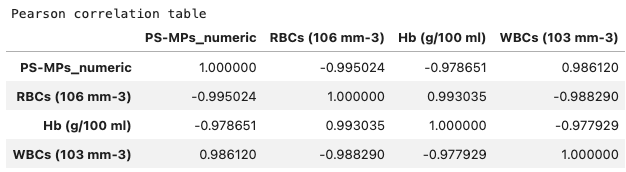 Pearson correlation table
PS-MPs_numeric RBCs (106 mm-3) Hb (g/100 ml) WBCs (103 mm-3)
PS-MPs_numeric 1.000000 -0.995024 -0.978651 0.986120
RBCs (106 mm-3) -0.995024 1.000000 0.993035 -0.988290
Hb (g/100 ml) -0.978651 0.993035 1.000000 -0.977929
WBCs (103 mm-3) 0.986120 -0.988290 -0.977929 1.000000